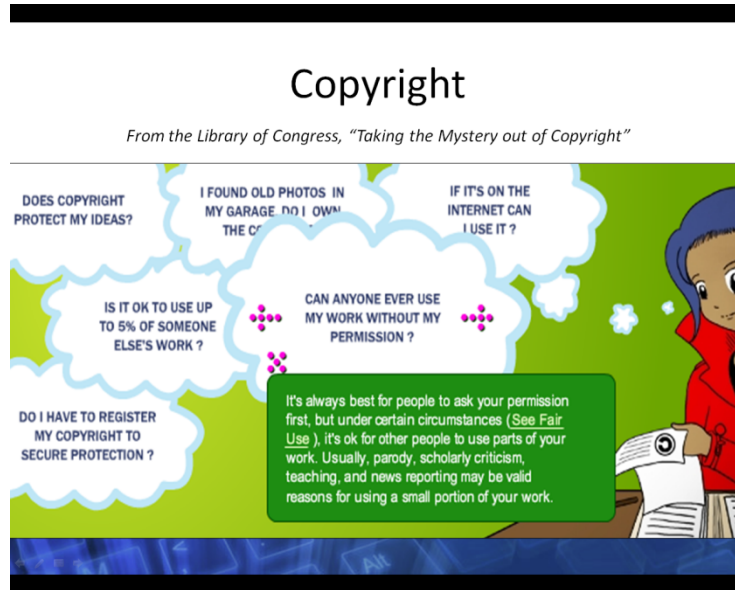 Copyright
From the Library of Congress, “Taking the Mystery out of Copyright”
DOES COPYRIGHT
PROTECT MY IDEAS?
I FOUND OLD PHOTOS IN
MY GARAGE. DO I OWN
THE
IF IT'S ON THE
INTERNET CAN
I USE IT ?
IS IT OK TO USE UP
TO 5% OF SOMEONE
ELSE'S WORK ?
CAN ANYONE EVER USE
MY WORK WITHOUT MY
PERMISSION ?
DO I HAVE TO REGISTER
MY COPYRIGHT TO
SECURE PROTECTION ?
It's always best for people to ask your permission
first, but under certain circumstances (See Fair
Use ), it's ok for other people to use parts of your
work. Usually, parody, scholarly criticism,
teaching, and news reporting may be valid
reasons for using a small portion of your work.
Alt